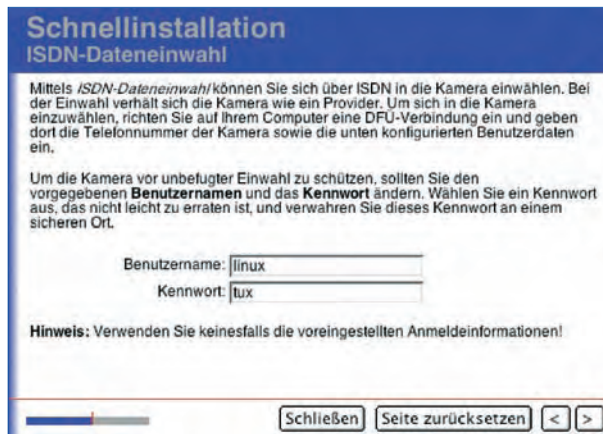 Schnellinstallation
ISDN-Dateneinwahl
Mittels ISDN-Dateneinwahl können Sie sich über ISDN in die Kamera einwählen. Bei
der Einwahl verhält sich die Kamera wie ein Provider. Um sich in die Kamera
einzuwählen, richten Sie auf Ihrem Computer eine DFÜ-Verbindung ein und geben
dort die Telefonnummer der Kamera sowie die unten konfigurierten Benutzerdaten
ein.
Um die Kamera vor unbefugter Einwahl zu schützen, sollten Sie den
vorgegebenen Benutzernamen und das Kennwort ändern. Wählen Sie ein Kennwort
aus, das nicht leicht zu erraten ist, und verwahren Sie dieses Kennwort an einem
sicheren Ort.
Benutzername: linux
Kennwort: tux
Hinweis: Verwenden Sie keinesfalls die voreingestellten Anmeldeinformationen!
Schließen Seite zurücksetzen < >